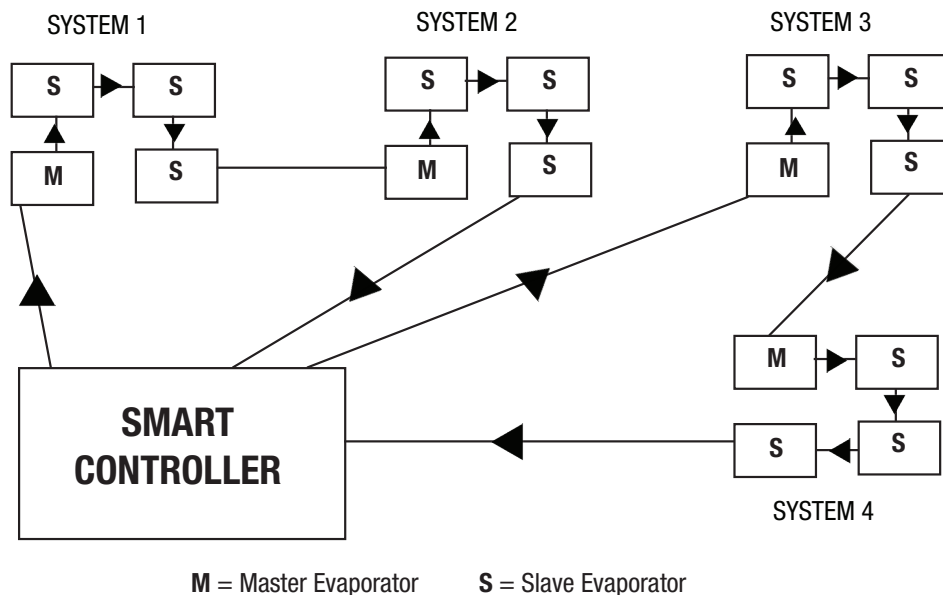 SYSTEM 1
S
S
M
S
SYSTEM 2
S
S
M
S
SYSTEM 3
S
S
M
S
M
S
S
S
SYSTEM 4
SMART
CONTROLLER
M = Master Evaporator
S = Slave Evaporator